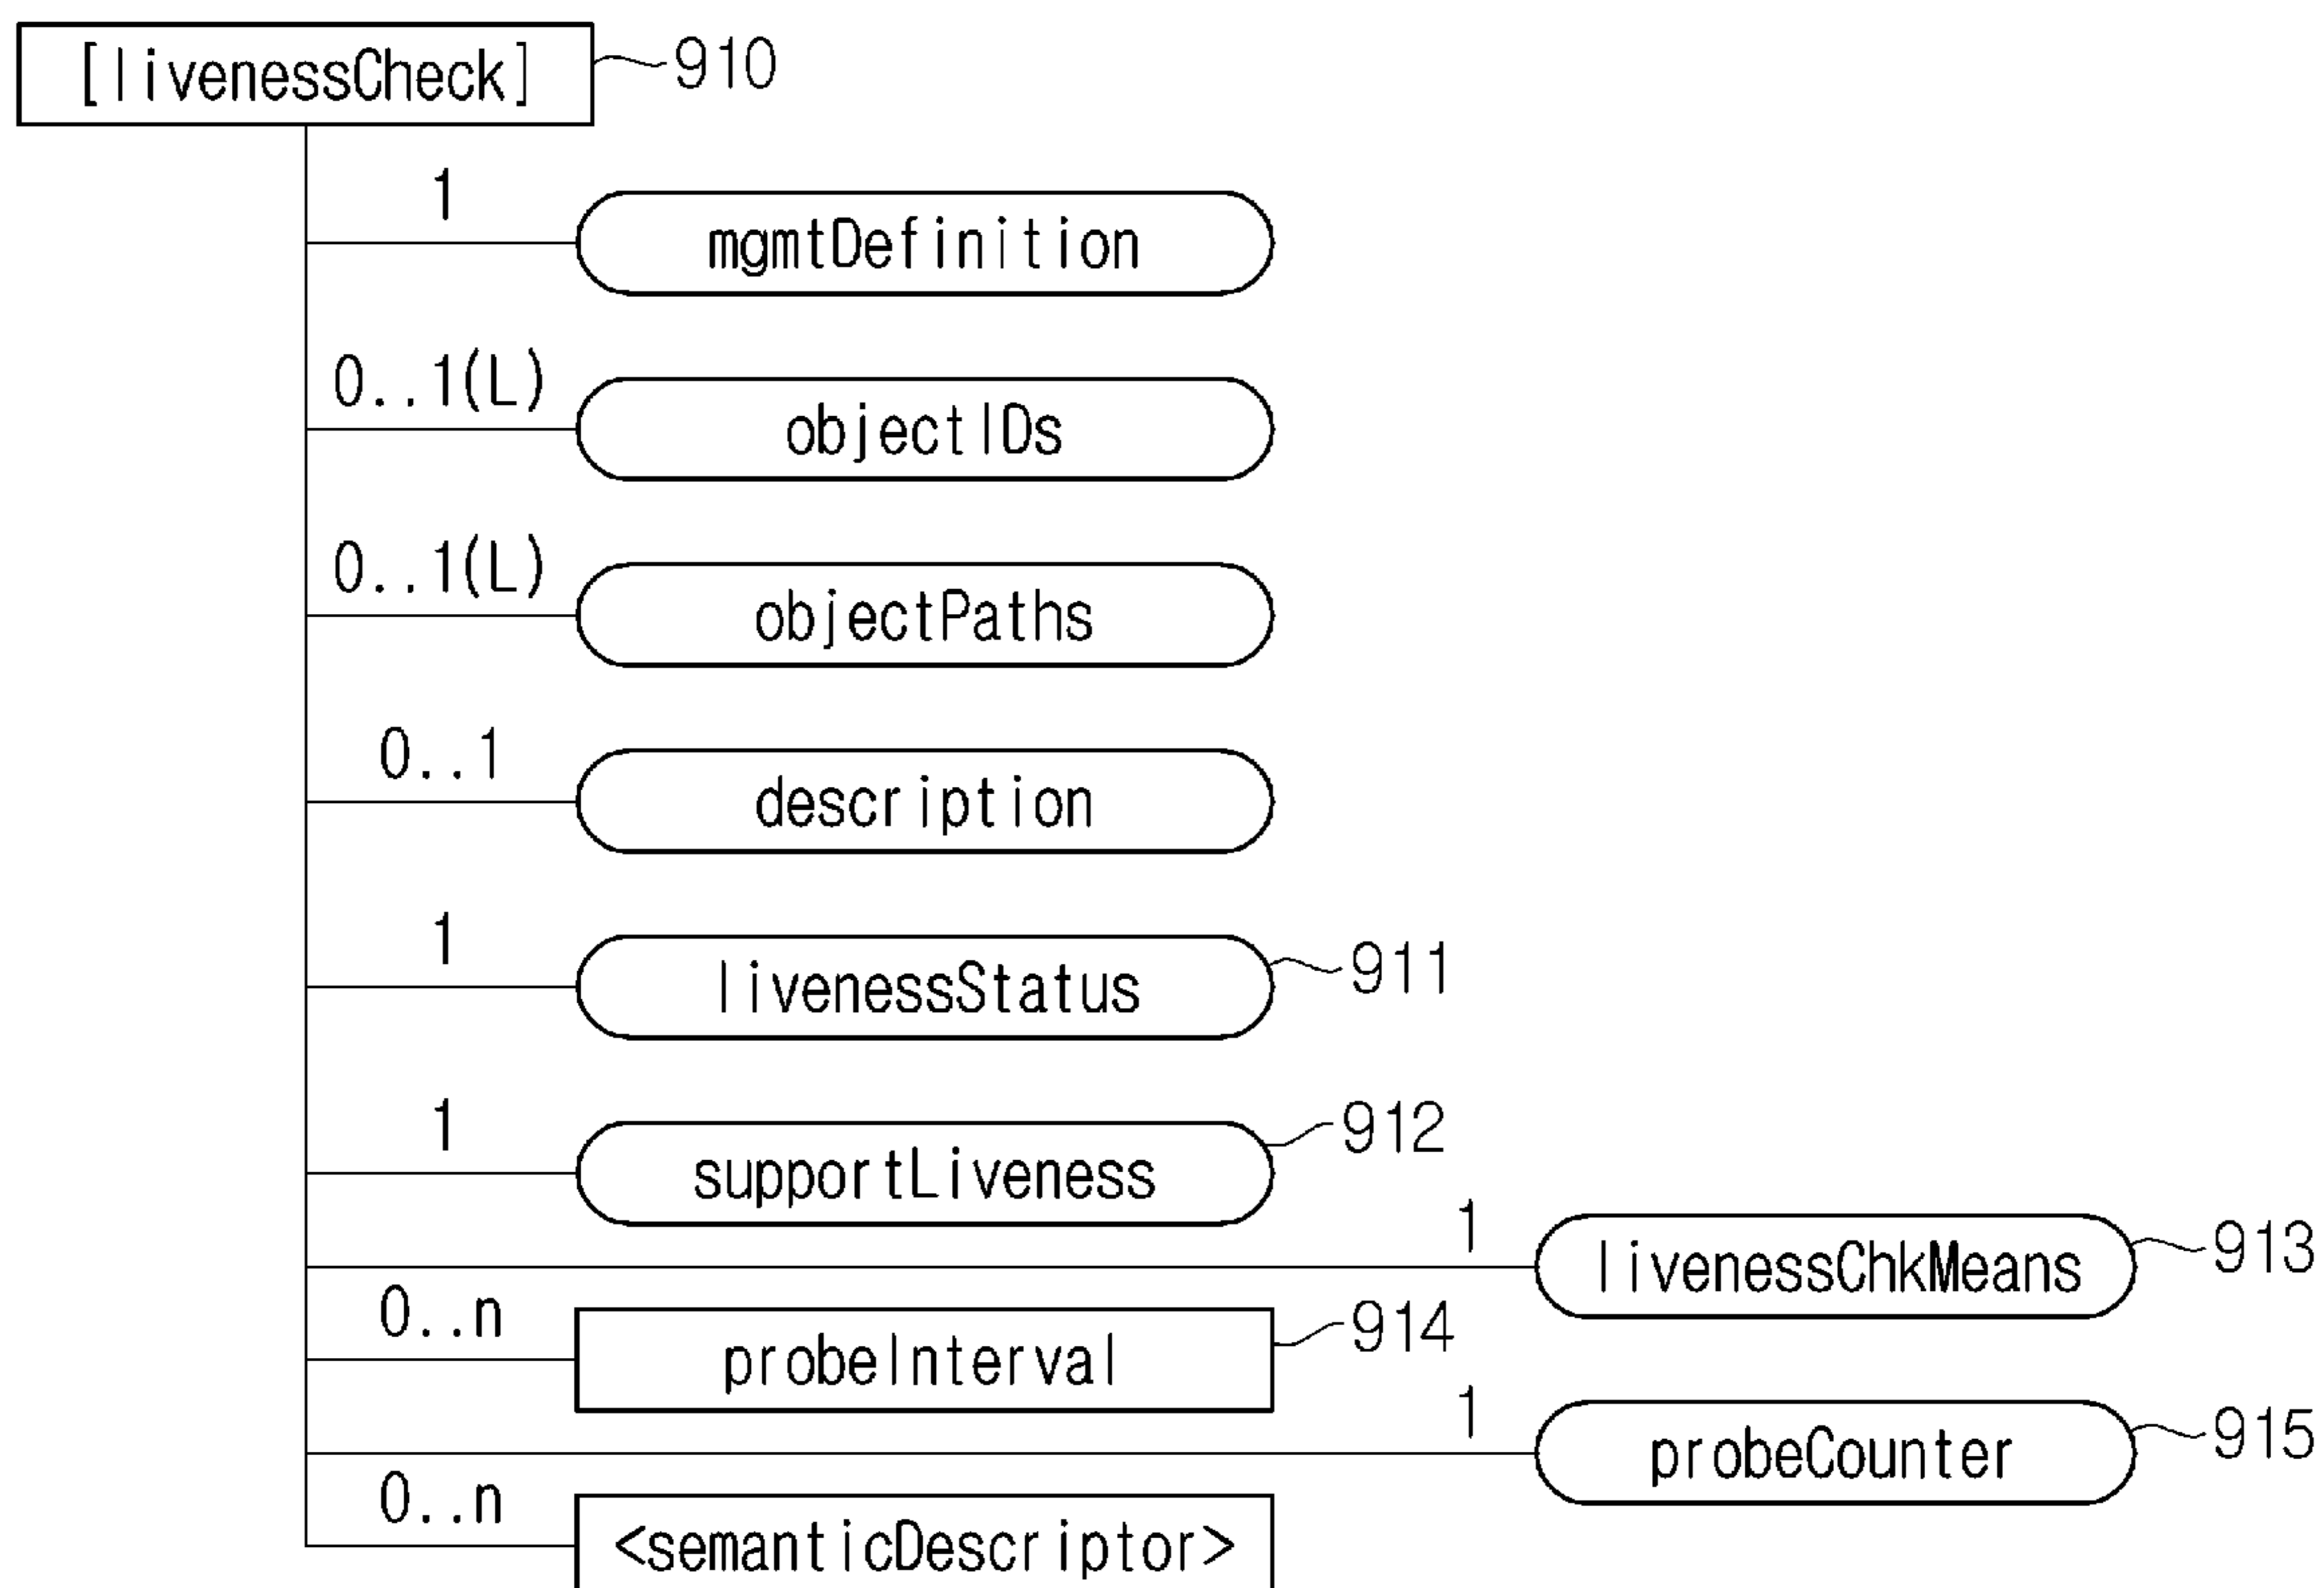 [livenessCheck] 910
1
mgmtDefinition
0..1(L)
objectIDs
0..1(L)
objectPaths
0..1
description
1
livenessStatus 911
1
supportLiveness 912
1
livenessChkMeans 913
0..n
probeInterval 914
1
probeCounter 915
0..n
<semanticDescriptor>